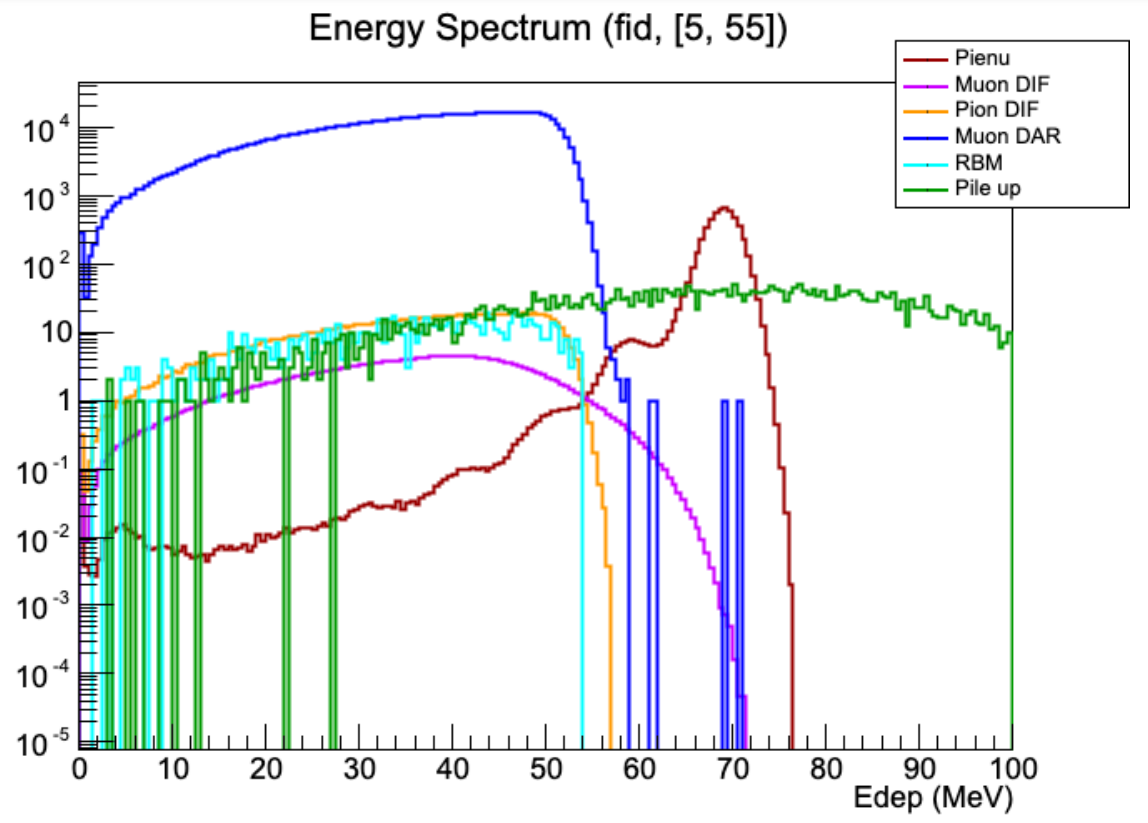 Energy Spectrum (fid, [5, 55])
Pienu
Muon DIF
Pion DIF
Muon DAR
RBM
Pile up
10^4
10^3
10^2
10
1
10^-1
10^-2
10^-3
10^-4
10^-5
0 10 20 30 40 50 60 70 80 90 100
Edep (MeV)